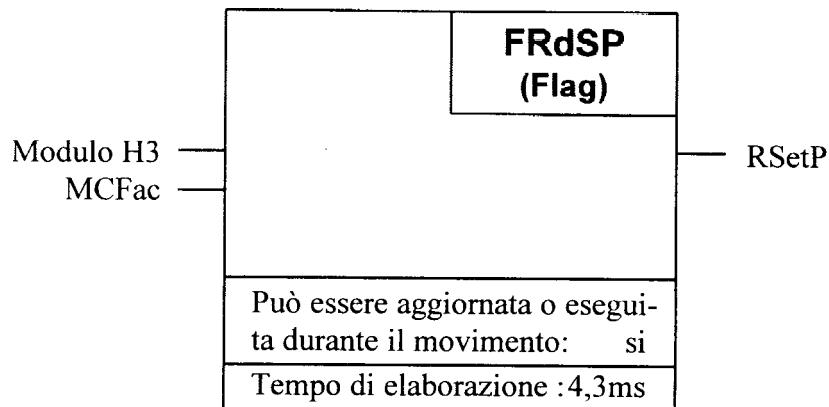 FRdSP
(Flag)
Modulo H3
RSetP
MCFac
Può essere aggiornata o esegui-
ta durante il movimento: si
Tempo di elaborazione :4,3ms